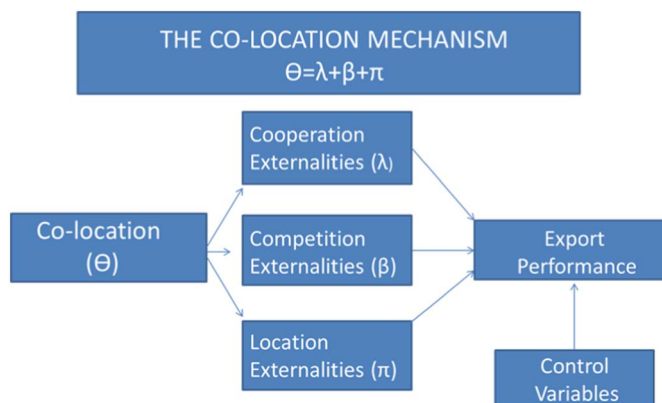 THE CO-LOCATION MECHANISM
Ɵ=λ+β+π
Cooperation
Externalities (λ)
Co-location
(Ɵ)
Competition
Externalities (β)
Export
Performance
Location
Externalities (π)
Control
Variables